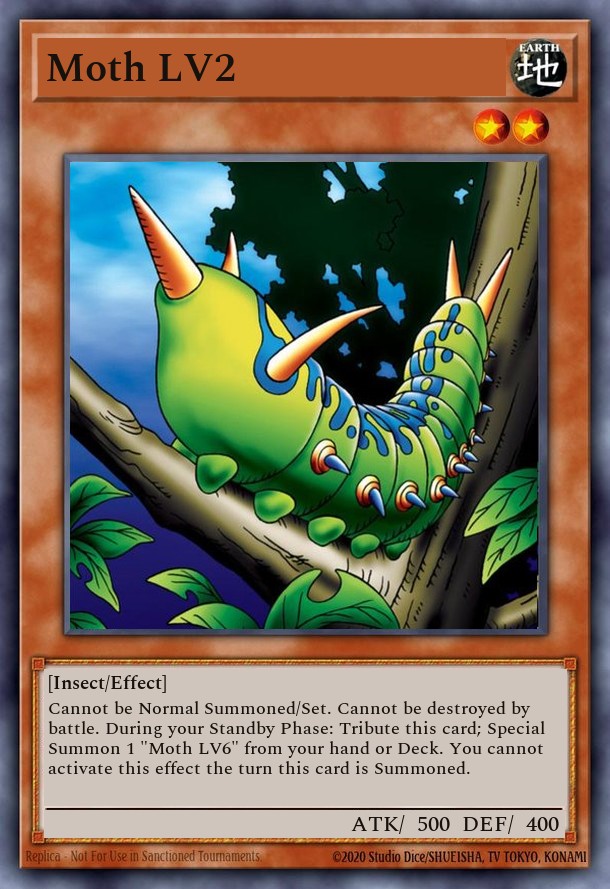 Moth LV2
EARTH
地
[Insect/Effect]
Cannot be Normal Summoned/Set. Cannot be destroyed by
battle. During your Standby Phase: Tribute this card; Special
Summon 1 "Moth LV6" from your hand or Deck. You cannot
activate this effect the turn this card is Summoned.
ATK/ 500 DEF/ 400
Replica - Not For Use in Sanctioned Tournaments.
©2020 Studio Dice/SHUEISHA, TV TOKYO, KONAMI